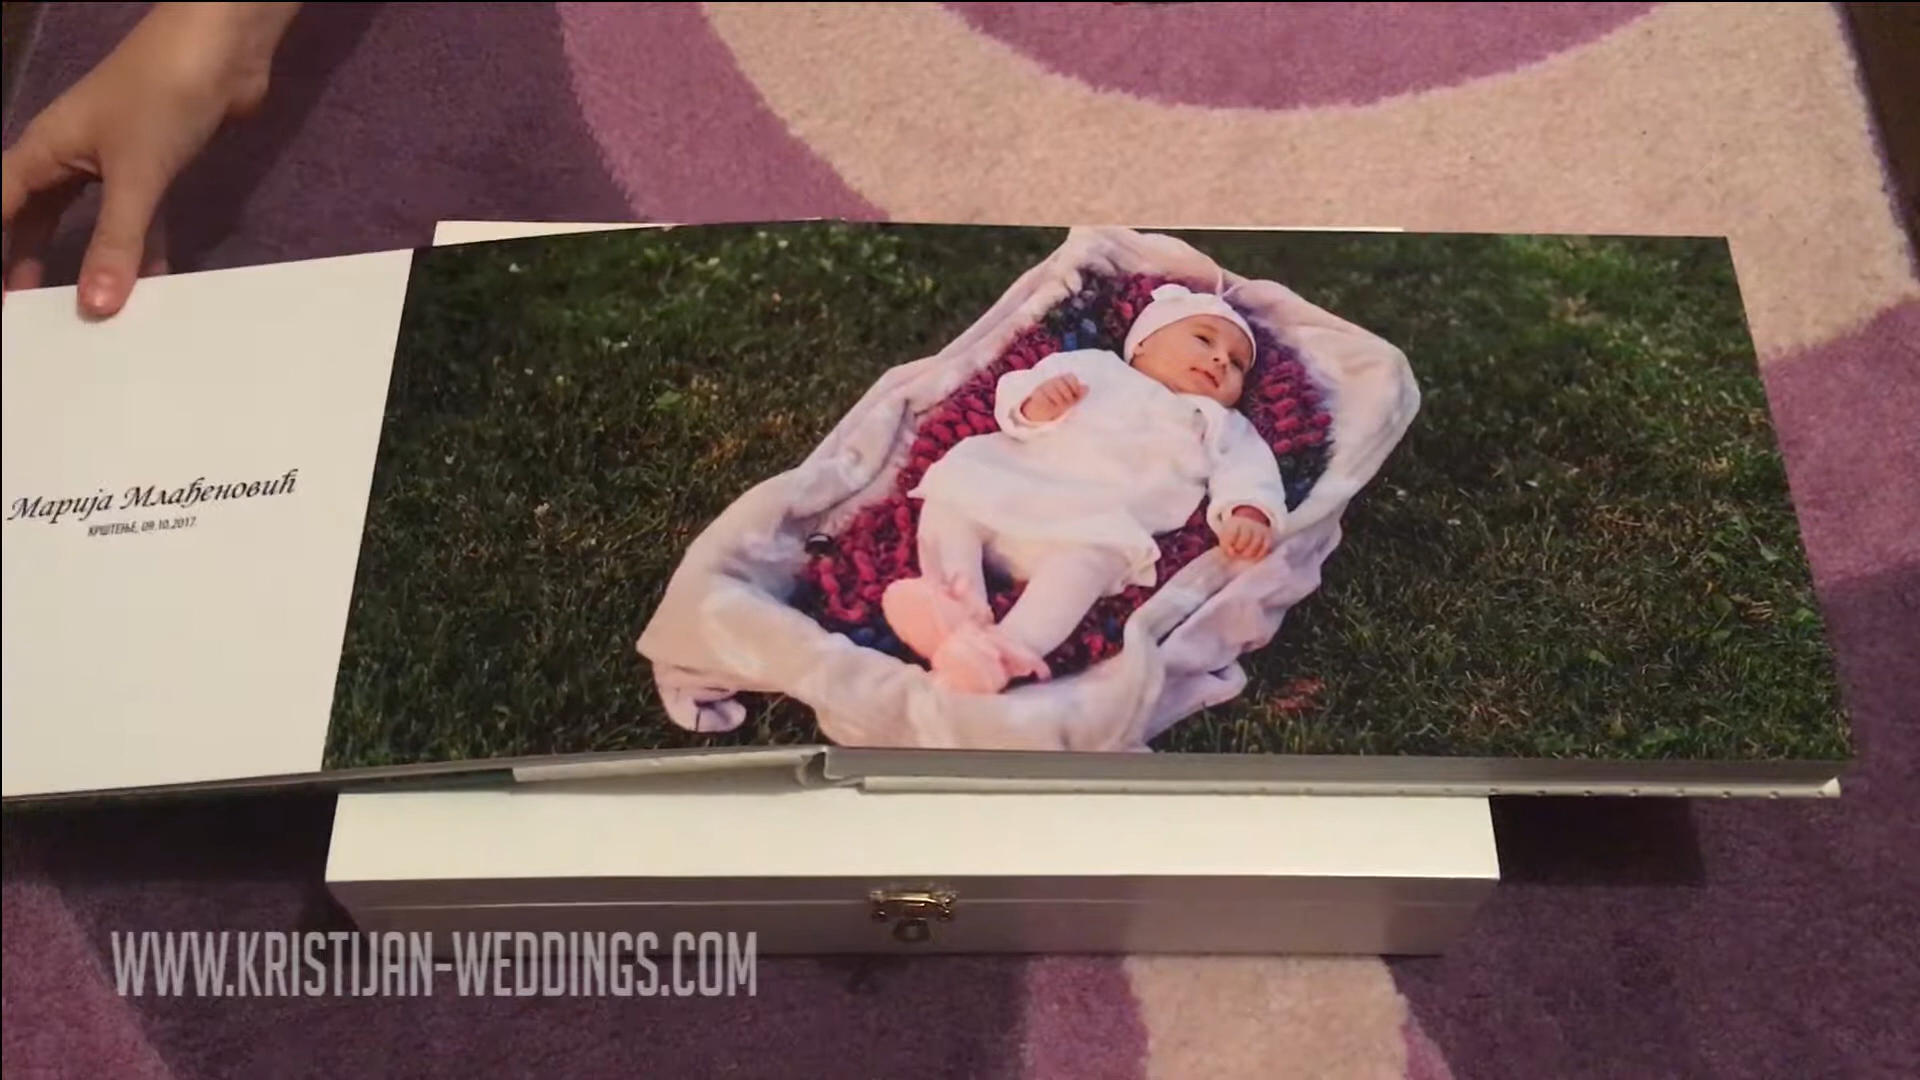 Марија Млађеновић
КРШТЕЊЕ, 09.10.2017.
WWW.KRISTIJAN-WEDDINGS.COM